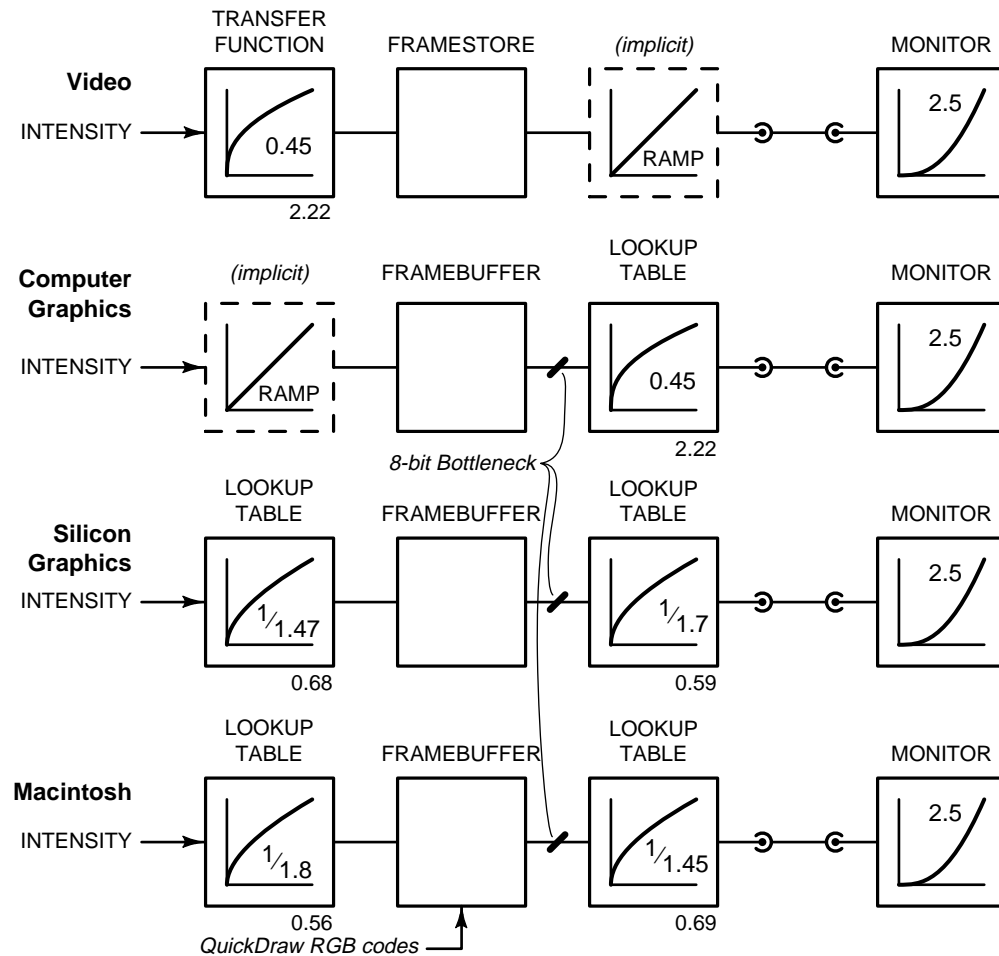 TRANSFER
FUNCTION
FRAMESTORE
(implicit)
MONITOR
Video
INTENSITY
0.45
RAMP
2.5
2.22
Computer
Graphics
(implicit)
FRAMEBUFFER
LOOKUP
TABLE
MONITOR
INTENSITY
RAMP
0.45
2.5
2.22
8-bit Bottleneck
Silicon
Graphics
LOOKUP
TABLE
FRAMEBUFFER
LOOKUP
TABLE
MONITOR
INTENSITY
1/1.47
1/1.7
2.5
0.68
0.59
Macintosh
LOOKUP
TABLE
FRAMEBUFFER
LOOKUP
TABLE
MONITOR
INTENSITY
1/1.8
1/1.45
2.5
0.56
0.69
QuickDraw RGB codes